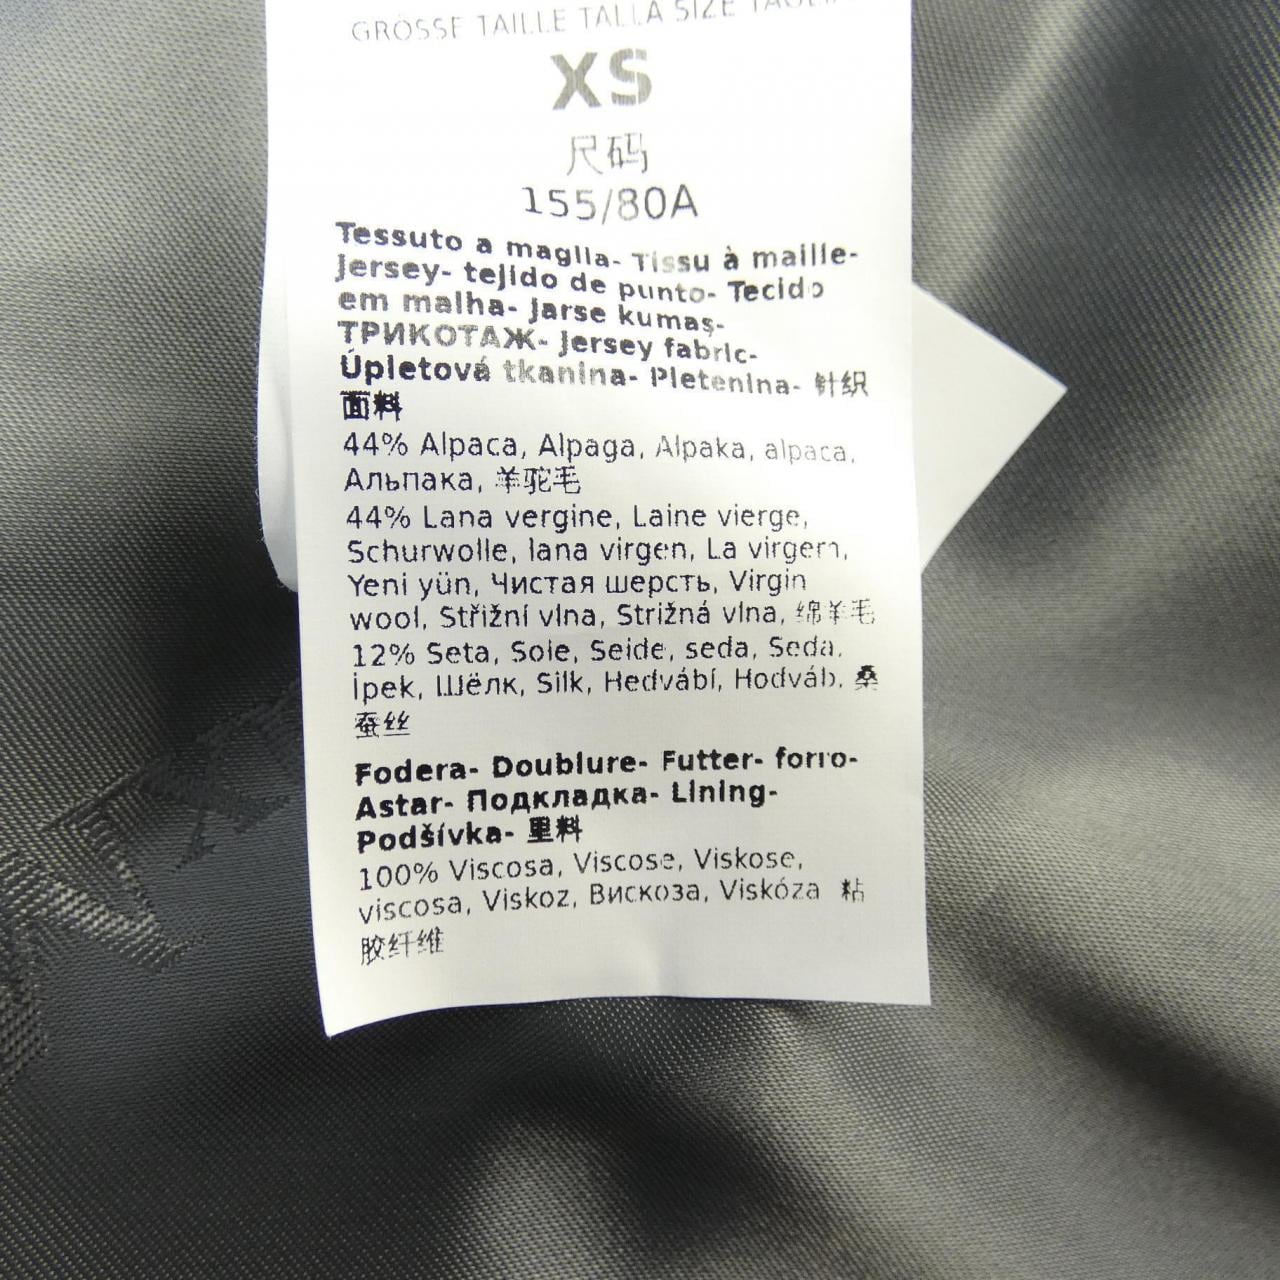 GRÖSSE TAILLE TALLA SIZE
XS
尺码
155/80A
Tessuto a maglia- Tissu à maille-
Jersey- tejido de punto- Tecido
em malha- Jarse kumaş-
ТРИКОТАЖ- Jersey fabric-
Úpletová tkanina- Pletenina- 针织
面料
44% Alpaca, Alpaga, Alpaka, alpaca,
Альпака, 羊驼毛
44% Lana vergine, Laine vierge,
Schurwolle, lana virgen, La virgem,
Yeni yün, Чистая шерсть, Virgin
wool, Střižní vlna, Strižná vlna, 绵羊毛
12% Seta, Soie, Seide, seda, Seda,
İpek, Шёлк, Silk, Hedvábí, Hodváb, 桑
蚕丝
Fodera- Doublure- Futter- forro-
Astar- Подкладка- Lining-
Podšívka- 里料
100% Viscosa, Viscose, Viskose,
viscosa, Viskoz, Вискоза, Viskóza 粘
胶纤维